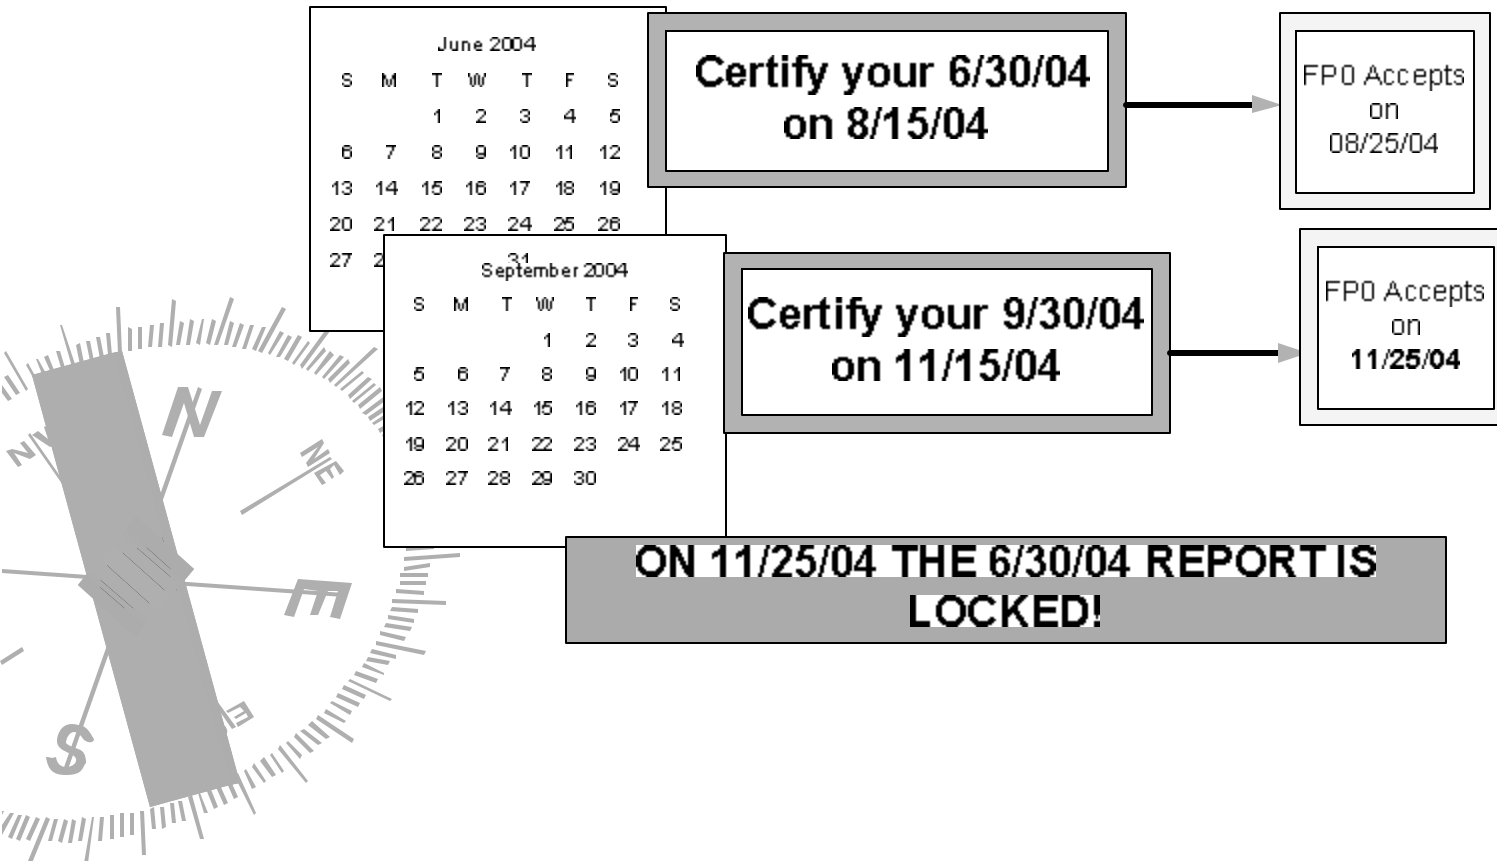 June 2004
S M T W T F S
1 2 3 4 5
6 7 8 9 10 11 12
13 14 15 16 17 18 19
20 21 22 23 24 25 26
27 2 31
Certify your 6/30/04
on 8/15/04
FPO Accepts
on
08/25/04
September 2004
S M T W T F S
1 2 3 4
5 6 7 8 9 10 11
12 13 14 15 16 17 18
19 20 21 22 23 24 25
26 27 28 29 30
Certify your 9/30/04
on 11/15/04
FPO Accepts
on
11/25/04
N
NE
E
S
ON 11/25/04 THE 6/30/04 REPORT IS
LOCKED!